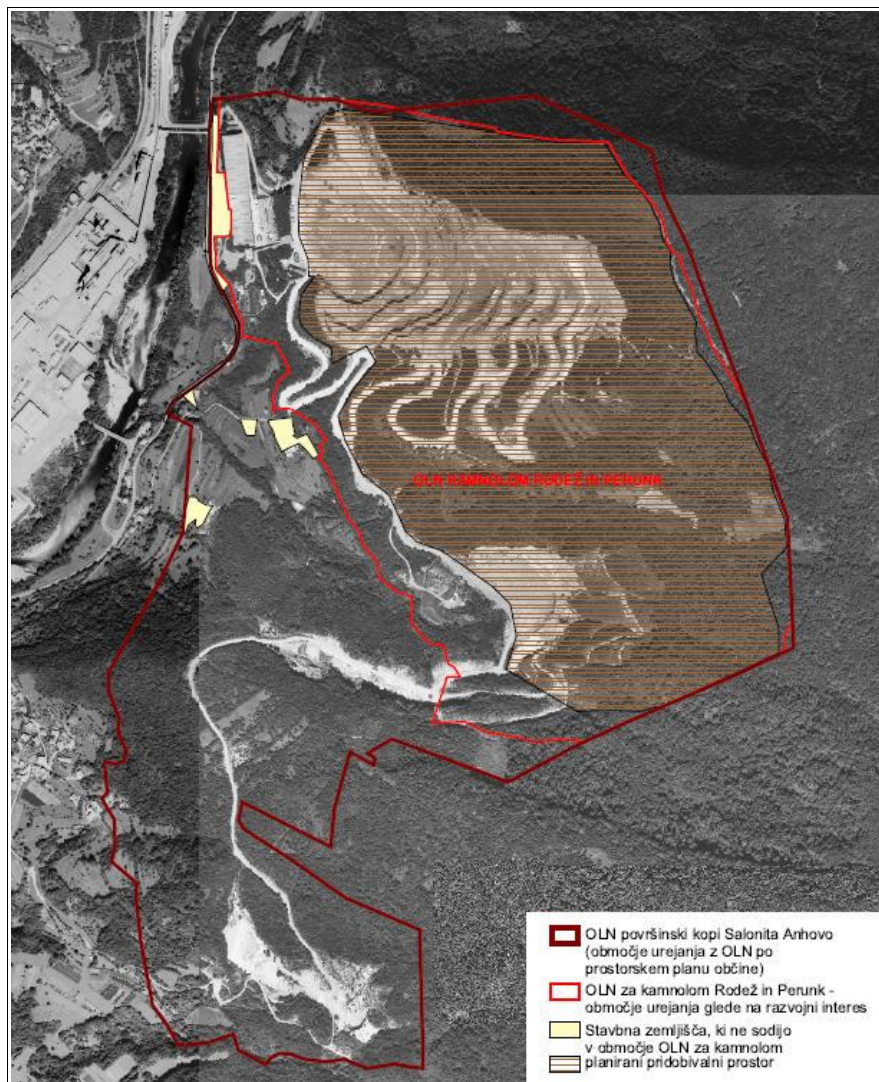 OLN KAMNOLOM RODEŽ IN PERUNK
OLN površinski kopi Salonita Anhovo
(območje urejanja z OLN po
prostorskem planu občine)
OLN za kamnolom Rodež in Perunk -
območje urejanja glede na razvojni interes
Stavbna zemljišča, ki ne sodijo
v območje OLN za kamnolom
planirani pridobivalni prostor